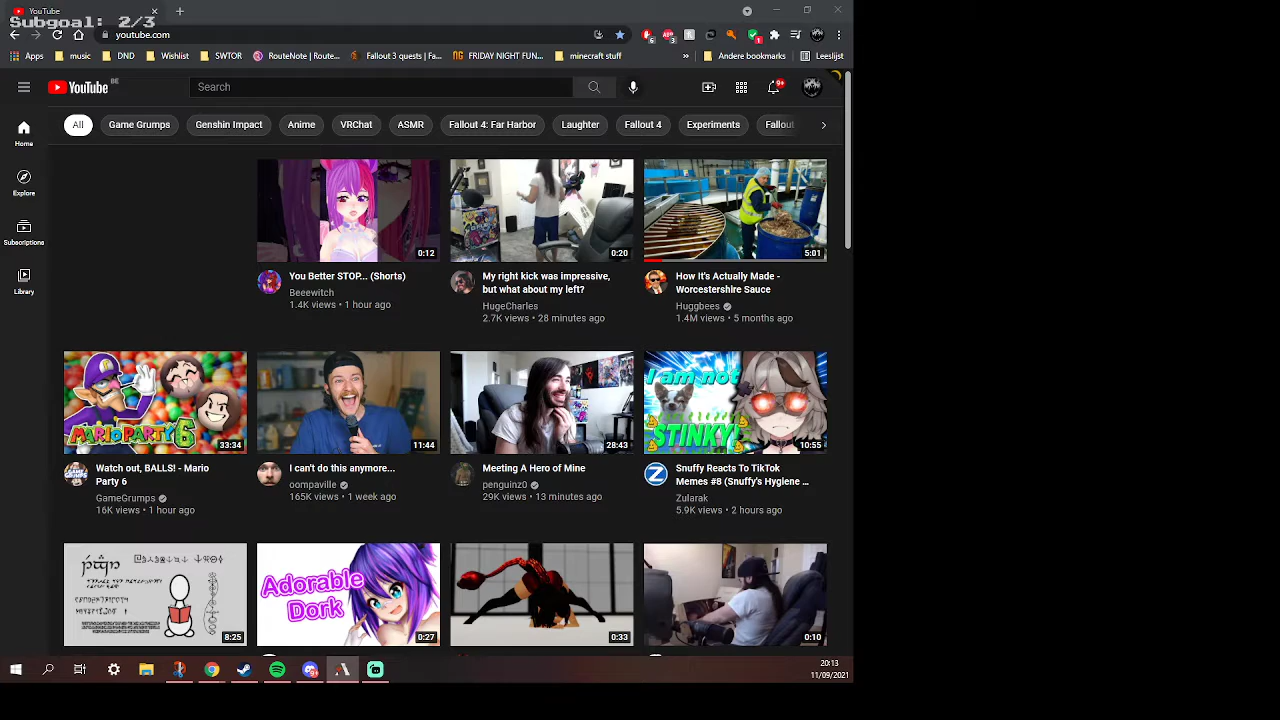 Subgoal: 2/3
YouTube
youtube.com
6
3
1
Apps
music
DND
Wishlist
SWTOR
RouteNote | Route...
Fallout 3 quests | Fa...
FRIDAY NIGHT FUN...
minecraft stuff
»
Andere bookmarks
Leeslijst
YouTube BE
Search
9+
All
Game Grumps
Genshin Impact
Anime
VRChat
ASMR
Fallout 4: Far Harbor
Laughter
Fallout 4
Experiments
Fallout
Home
Explore
Subscriptions
Library
0:12
0:20
5:01
You Better STOP... (Shorts)
Beeewitch
1.4K views • 1 hour ago
My right kick was impressive,
but what about my left?
HugeCharles
2.7K views • 28 minutes ago
How It's Actually Made -
Worcestershire Sauce
Huggbees
1.4M views • 5 months ago
MARIO PARTY 6
33:34
11:44
28:43
I am not
STINKY!
10:55
Watch out, BALLS! - Mario
Party 6
GameGrumps
16K views • 1 hour ago
I can't do this anymore...
oompaville
165K views • 1 week ago
Meeting A Hero of Mine
penguinz0
29K views • 13 minutes ago
Snuffy Reacts To TikTok
Memes #8 (Snuffy's Hygiene ...
Zularak
5.9K views • 2 hours ago
8:25
Adorable
Dork
0:27
0:33
0:10
20:13
11/09/2021